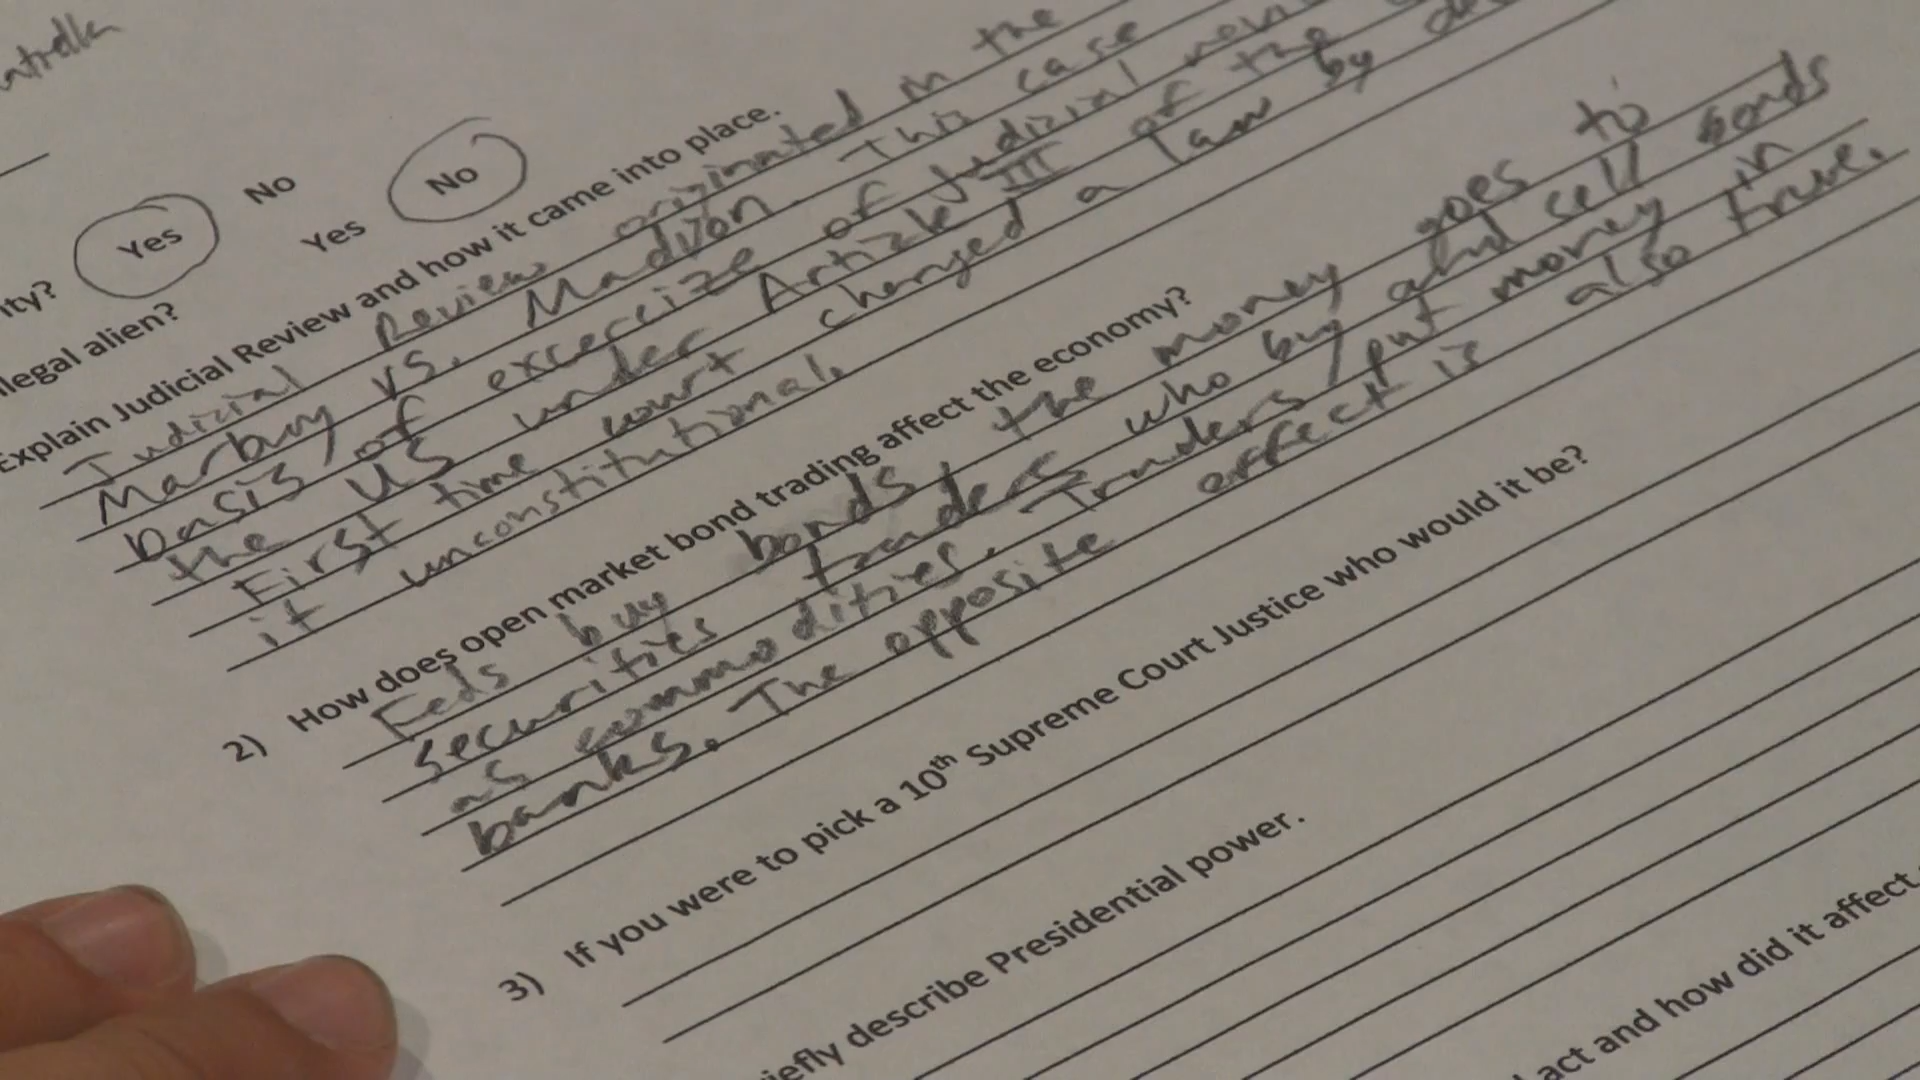 ity? Yes No
llegal alien? Yes No
Explain Judicial Review and how it came into place.
Judicial Review originated in the
Marbury vs. Madison. This case
basis of excercize of Judicial
the US under Article III of the
First time court changed a law by
it unconstitutional.
2) How does open market bond trading affect the economy?
Feds buy bonds, the money goes to
securities traders who buy and sell bonds
as commodities. Traders put money in
banks. The opposite effect is also true.
3) If you were to pick a 10th Supreme Court Justice who would it be?
iefly describe Presidential power.
act and how did it affect